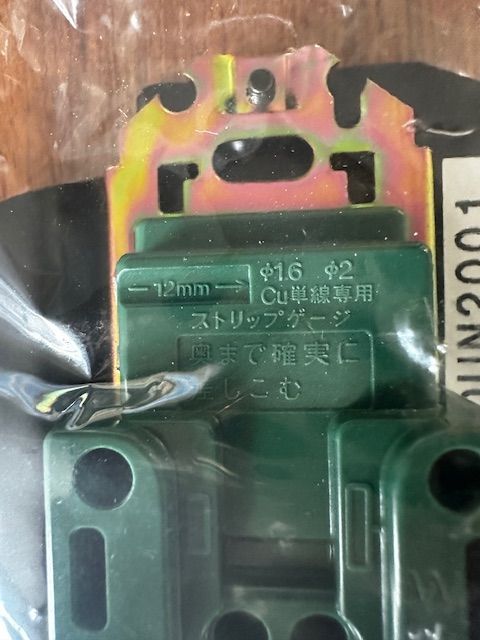 φ1.6 φ2
12mm
Cu単線専用
ストリップゲージ
奥まで確実に
差しこむ
W